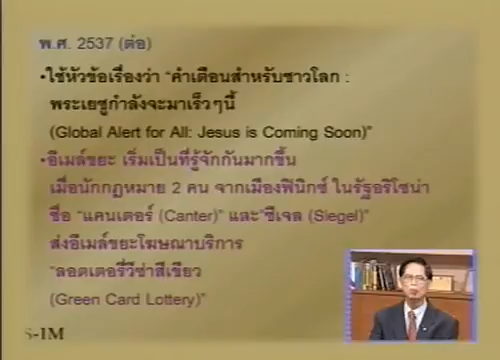 พ.ศ. 2537 (ต่อ)
•ใช้หัวข้อเรื่องว่า "คำเตือนสำหรับชาวโลก :
พระเยซูกำลังจะมาเร็วๆนี้
(Global Alert for All: Jesus is Coming Soon)"
•อีเมล์ขยะ เริ่มเป็นที่รู้จักกันมากขึ้น
เมื่อนักกฎหมาย 2 คน จากเมืองฟินิกซ์ ในรัฐอริโซน่า
ชื่อ "แคนเตอร์ (Canter)" และ"ซีเจล (Siegel)"
ส่งอีเมล์ขยะโฆษณาบริการ
"ลอตเตอรี่วีซ่าสีเขียว
(Green Card Lottery)"
S-1M